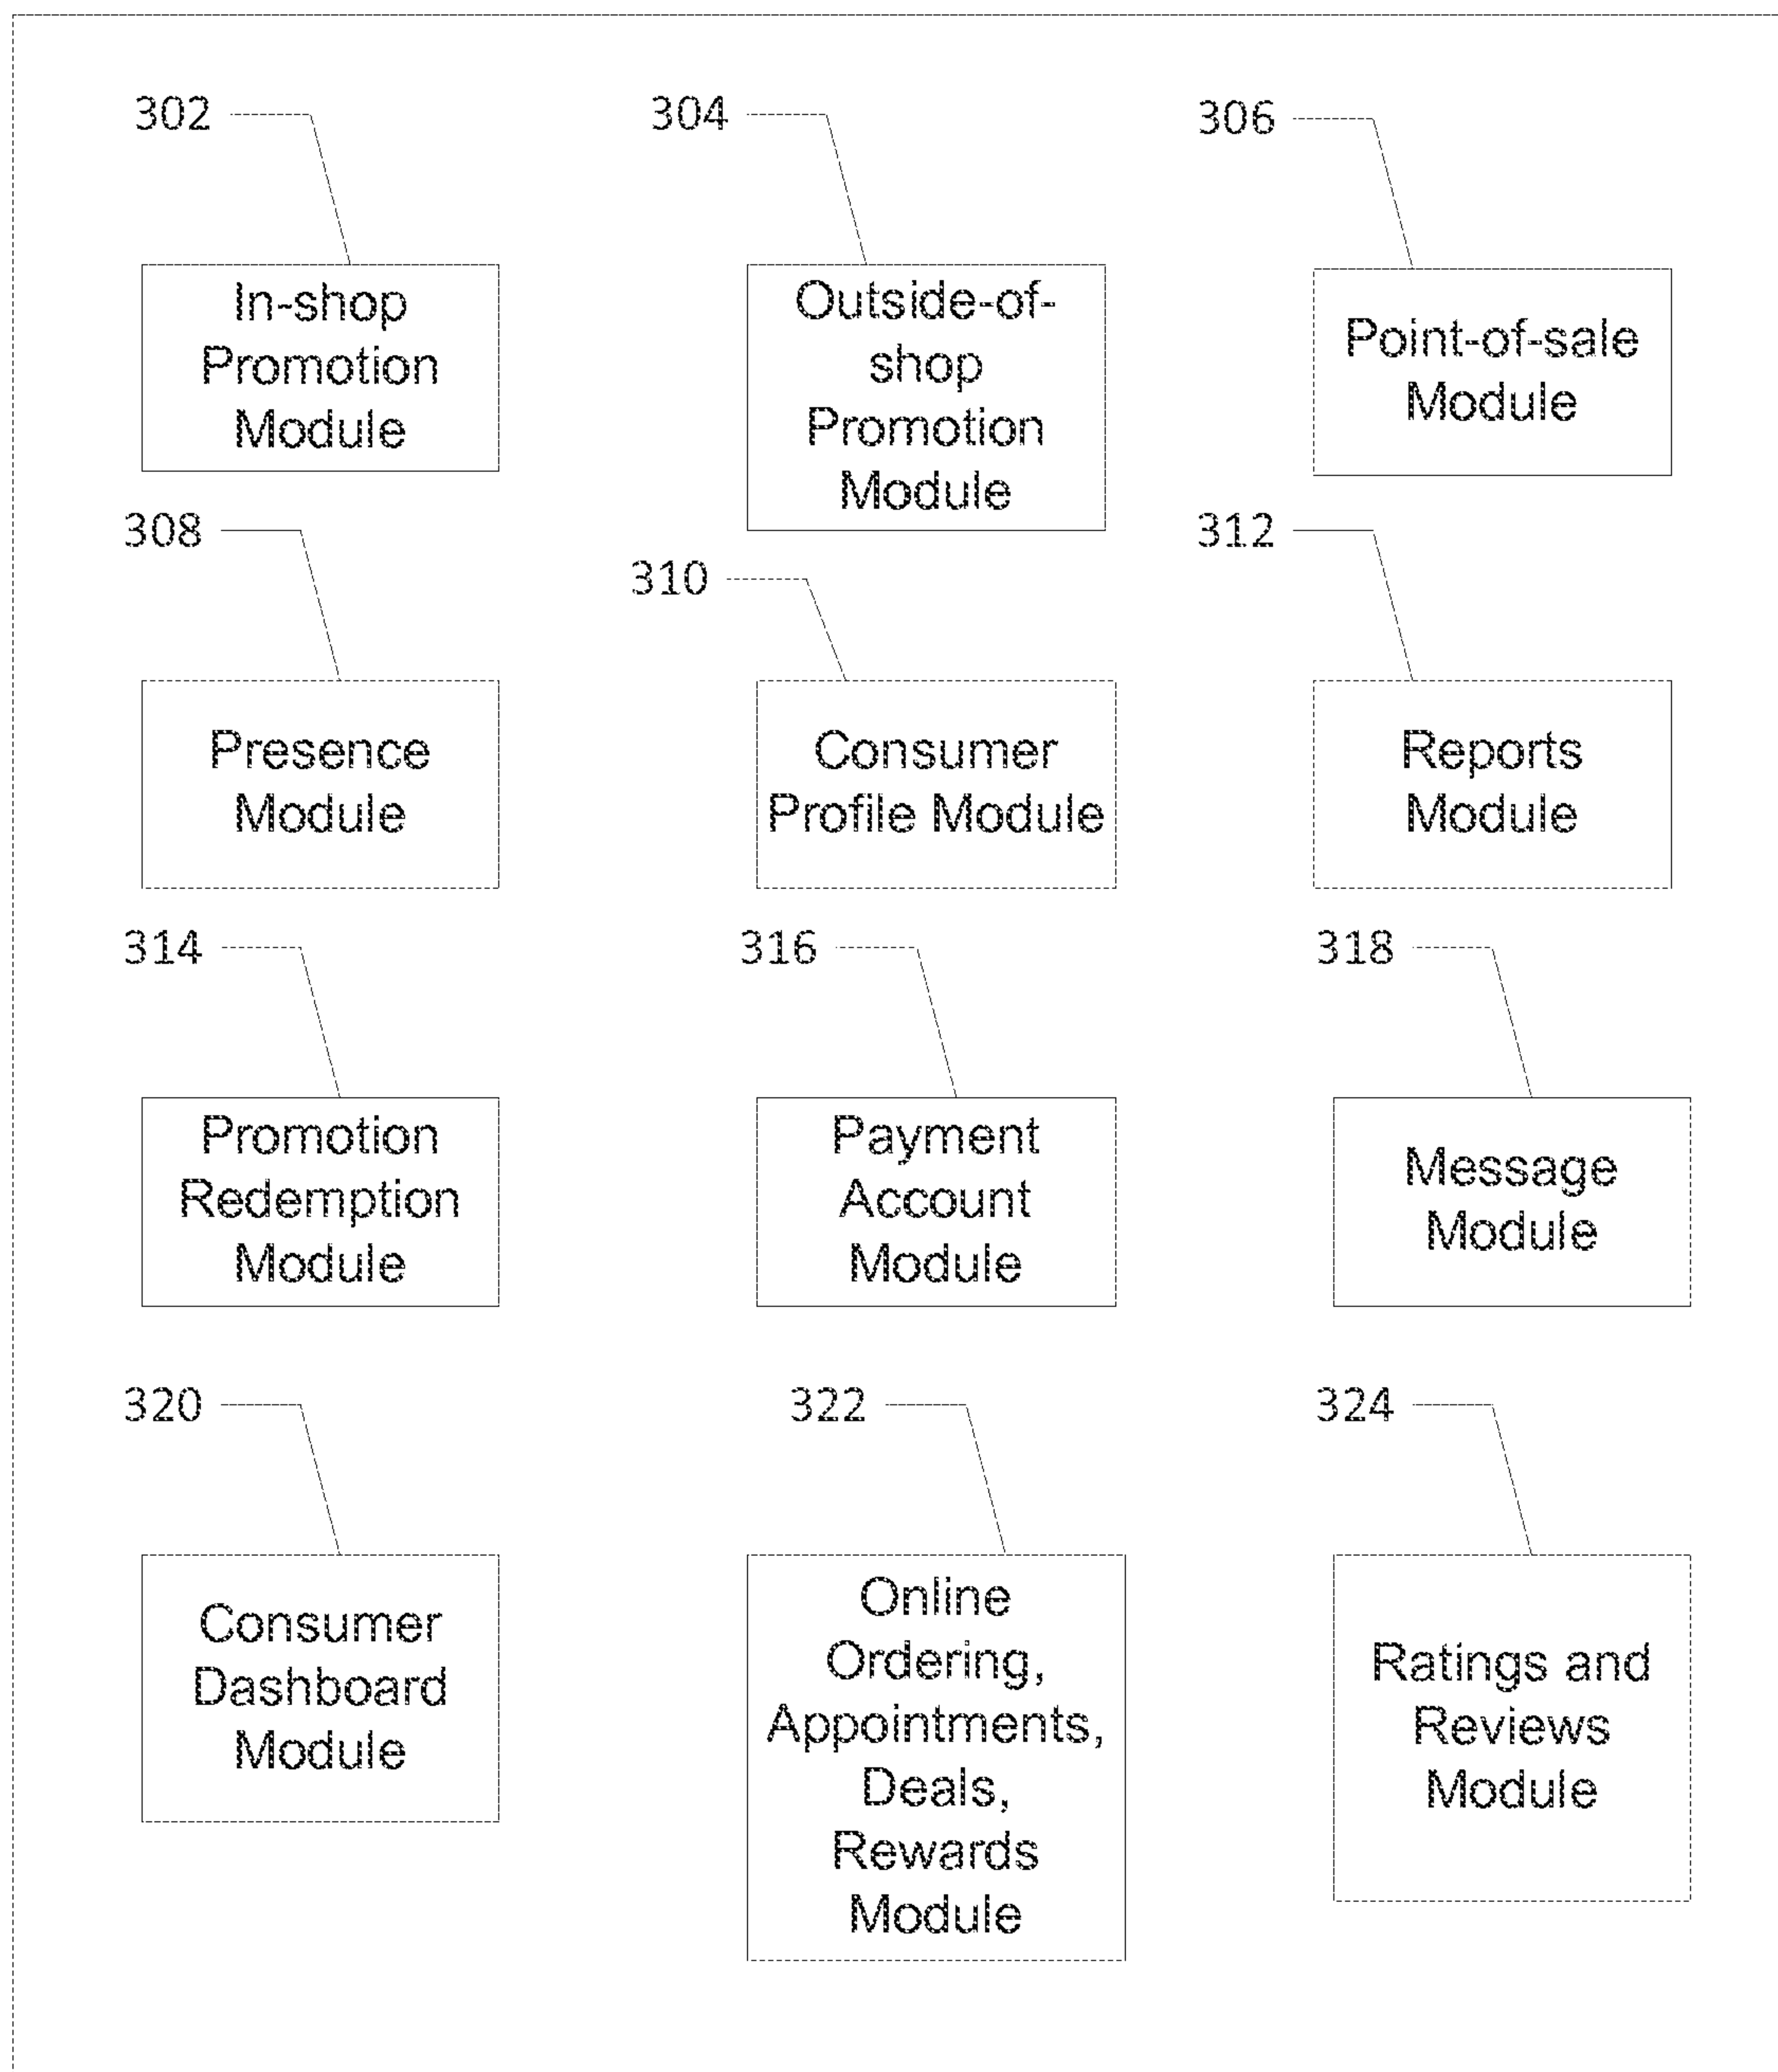 302
In-shop
Promotion
Module
304
Outside-of-
shop
Promotion
Module
306
Point-of-sale
Module
308
Presence
Module
310
Consumer
Profile Module
312
Reports
Module
314
Promotion
Redemption
Module
316
Payment
Account
Module
318
Message
Module
320
Consumer
Dashboard
Module
322
Online
Ordering,
Appointments,
Deals,
Rewards
Module
324
Ratings and
Reviews
Module